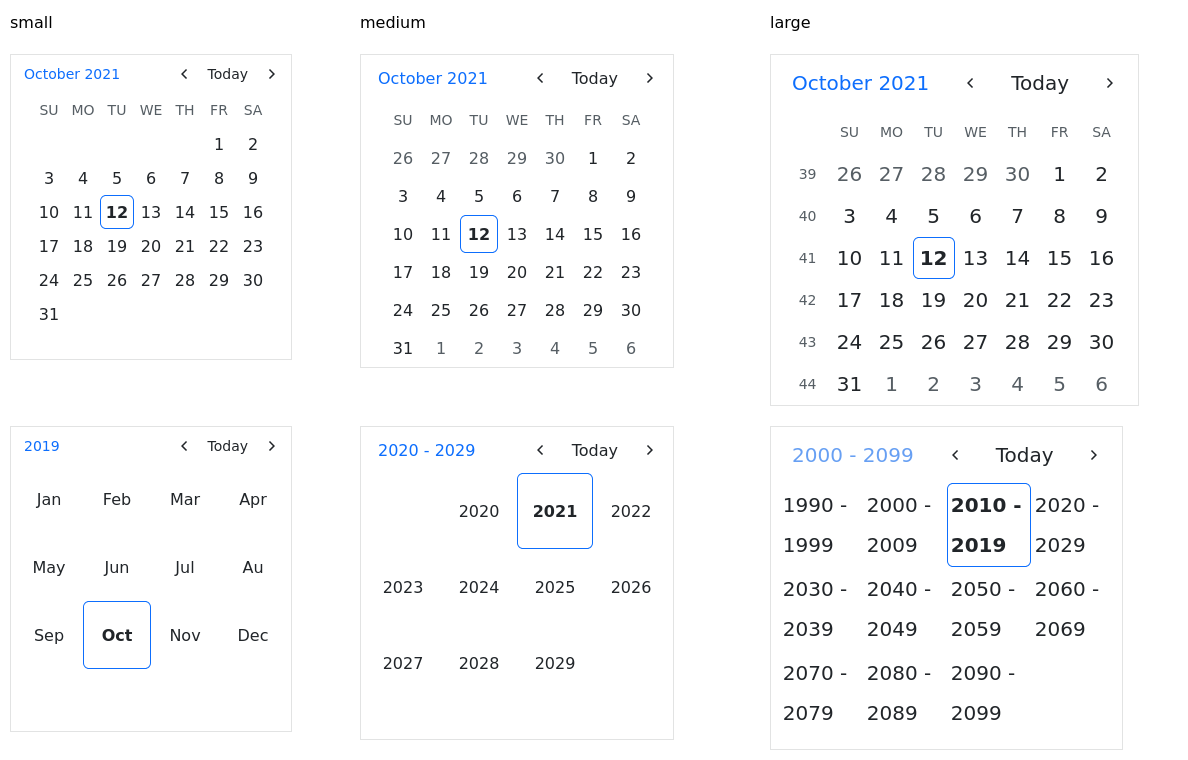 small
medium
large
October 2021 Today
SU MO TU WE TH FR SA
1 2
3 4 5 6 7 8 9
10 11 12 13 14 15 16
17 18 19 20 21 22 23
24 25 26 27 28 29 30
31
October 2021 Today
SU MO TU WE TH FR SA
26 27 28 29 30 1 2
3 4 5 6 7 8 9
10 11 12 13 14 15 16
17 18 19 20 21 22 23
24 25 26 27 28 29 30
31 1 2 3 4 5 6
October 2021 Today
SU MO TU WE TH FR SA
39 26 27 28 29 30 1 2
40 3 4 5 6 7 8 9
41 10 11 12 13 14 15 16
42 17 18 19 20 21 22 23
43 24 25 26 27 28 29 30
44 31 1 2 3 4 5 6
2019 Today
Jan Feb Mar Apr
May Jun Jul Au
Sep Oct Nov Dec
2020 - 2029 Today
2020 2021 2022
2023 2024 2025 2026
2027 2028 2029
2000 - 2099 Today
1990 - 2000 - 2010 - 2020 -
1999 2009 2019 2029
2030 - 2040 - 2050 - 2060 -
2039 2049 2059 2069
2070 - 2080 - 2090 -
2079 2089 2099